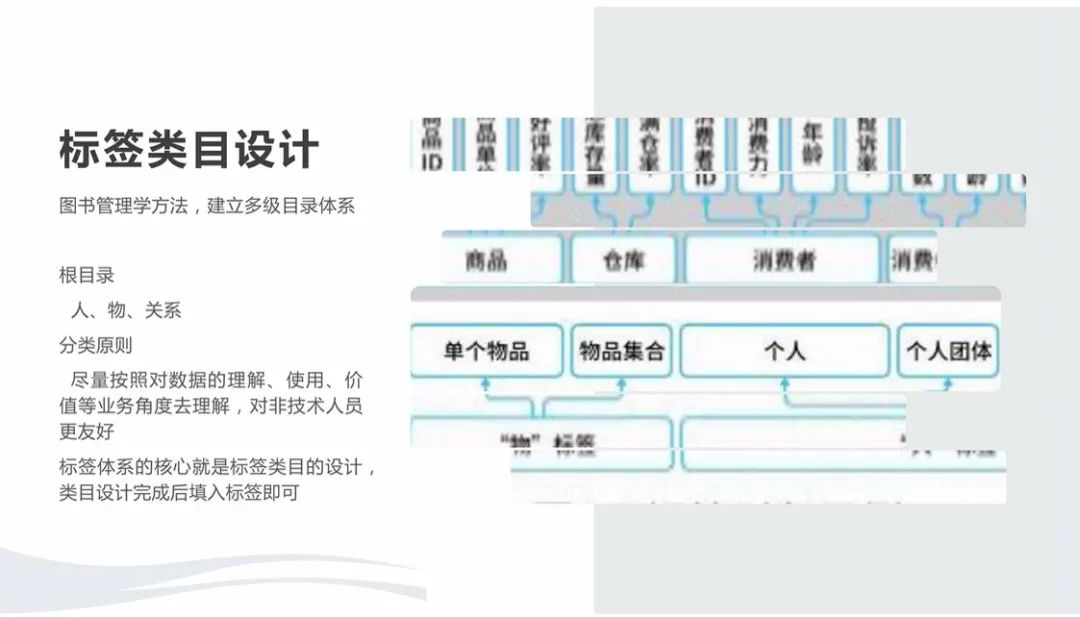 标签类目设计
图书管理学方法，建立多级目录体系
根目录
人、物、关系
分类原则
尽量按照对数据的理解、使用、价
值等业务角度去理解，对非技术人员
更友好
标签体系的核心就是标签类目的设计，
类目设计完成后填入标签即可
商品ID
商品单
好评率
库存量
满仓率
消费者ID
消费力
年龄
投诉率
数
龄
商品
仓库
消费者
消费
单个物品
物品集合
个人
个人团体
“物”标签